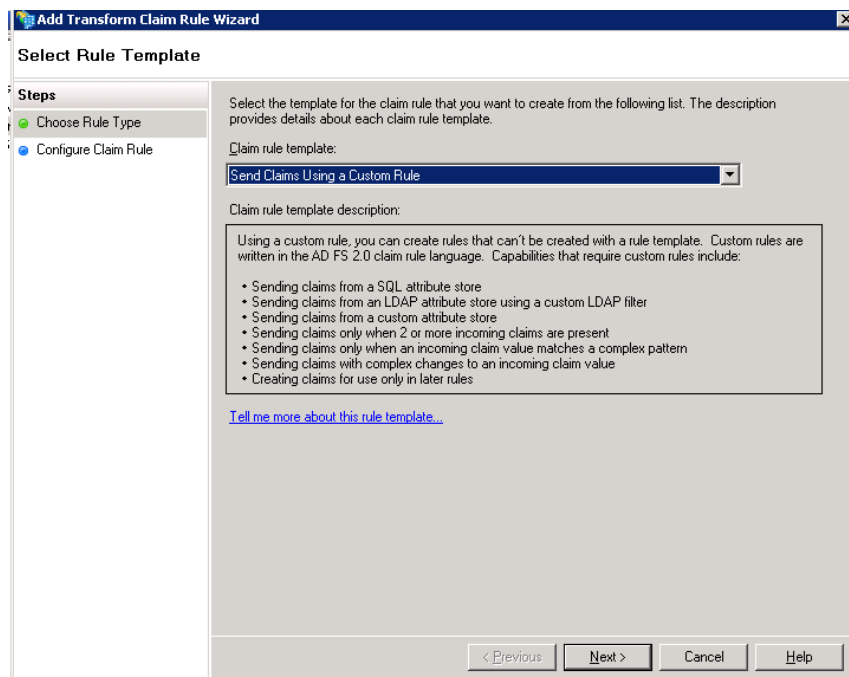 Add Transform Claim Rule Wizard
Select Rule Template
Steps
Choose Rule Type
Configure Claim Rule
Select the template for the claim rule that you want to create from the following list. The description
provides details about each claim rule template.
Claim rule template:
Send Claims Using a Custom Rule
Claim rule template description:
Using a custom rule, you can create rules that can't be created with a rule template.  Custom rules are
written in the AD FS 2.0 claim rule language.  Capabilities that require custom rules include:
• Sending claims from a SQL attribute store
• Sending claims from an LDAP attribute store using a custom LDAP filter
• Sending claims from a custom attribute store
• Sending claims only when 2 or more incoming claims are present
• Sending claims only when an incoming claim value matches a complex pattern
• Sending claims with complex changes to an incoming claim value
• Creating claims for use only in later rules
Tell me more about this rule template...
< Previous
Next >
Cancel
Help